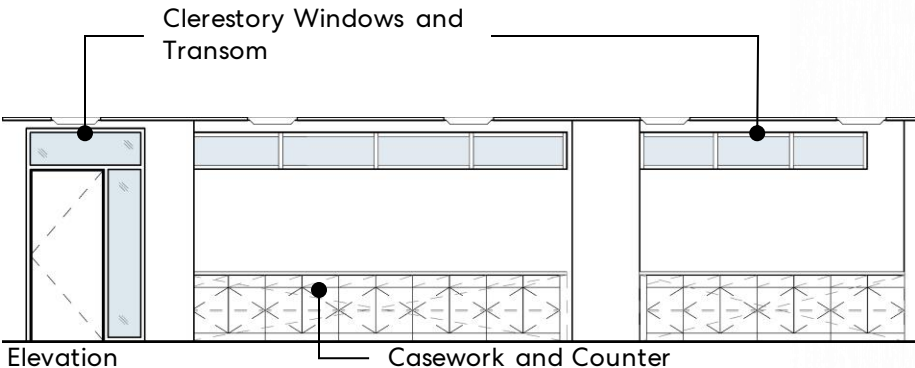 Clerestory Windows and
Transom
Elevation
Casework and Counter